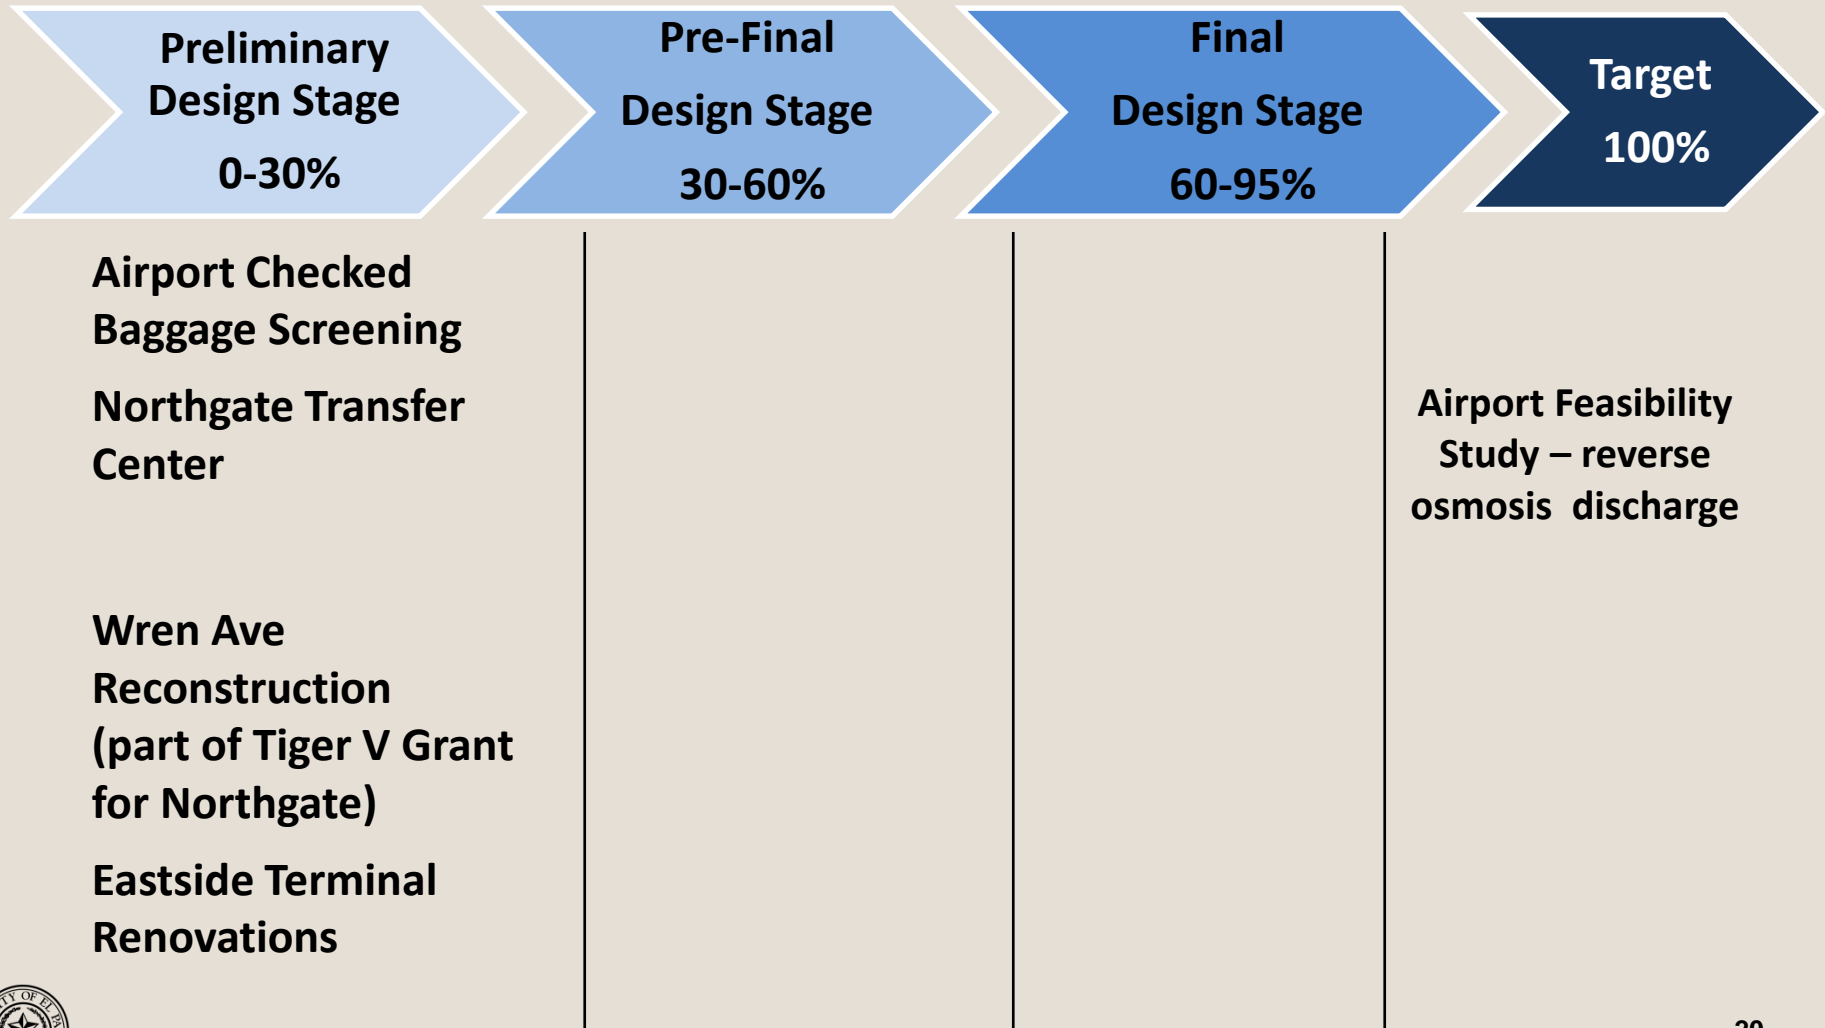 Preliminary
Design Stage
0-30%
Pre-Final
Design Stage
30-60%
Final
Design Stage
60-95%
Target
100%
Airport Checked
Baggage Screening
Northgate Transfer
Center
Wren Ave
Reconstruction
(part of Tiger V Grant
for Northgate)
Eastside Terminal
Renovations
Airport Feasibility
Study – reverse
osmosis  discharge
OF EL